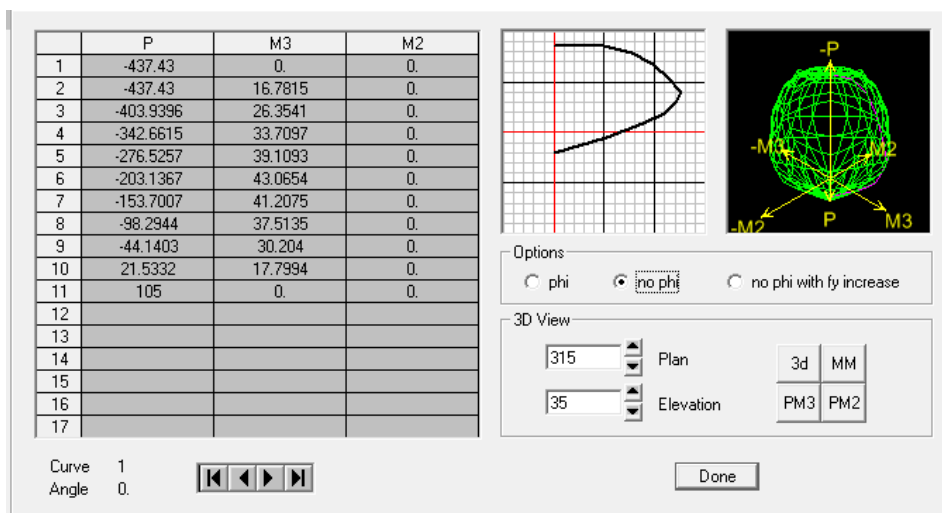 P M3 M2
1 -437.43 0. 0.
2 -437.43 16.7815 0.
3 -403.9396 26.3541 0.
4 -342.6615 33.7097 0.
5 -276.5257 39.1093 0.
6 -203.1367 43.0654 0.
7 -153.7007 41.2075 0.
8 -98.2944 37.5135 0.
9 -44.1403 30.204 0.
10 21.5332 17.7994 0.
11 105 0. 0.
12
13
14
15
16
17
Curve 1
Angle 0.
-P
-M3 M2
-M2 P M3
Options
phi no phi no phi with fy increase
3D View
315 Plan
35 Elevation
3d MM
PM3 PM2
Done